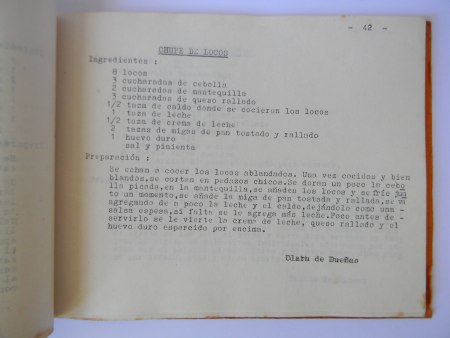 - 42 -
CHUPE DE LOCOS
Ingredientes :
8 locos
3 cucharadas de cebolla
2 cucharadas de mantequilla
3 cucharadas de queso rallado
1/2 taza de caldo donde se cocieron los locos
1 taza de leche
1/2 taza de crema de leche
2 tazas de migas de pan tostado y rallado
1 huevo duro
sal y pimienta
Preparación :
Se echan a cocer los locos ablandados. Una vez cocidos y bien
blandos,se cortan en pedazos chicos.Se doran un poco la cebo
lla picada,en la mantequilla,se añaden los locos y se fríe jun
to un momento,se añade la miga de pan tostada y rallada,se va
agregando de a poco la leche y el caldo,dejándolo como una
salsa espesa,si falta se le agrega más leche.Poco antes de -
servirlo se le vierte la crema de leche, queso rallado y el
huevo duro esparcido por encima.
Clara de Dueñas